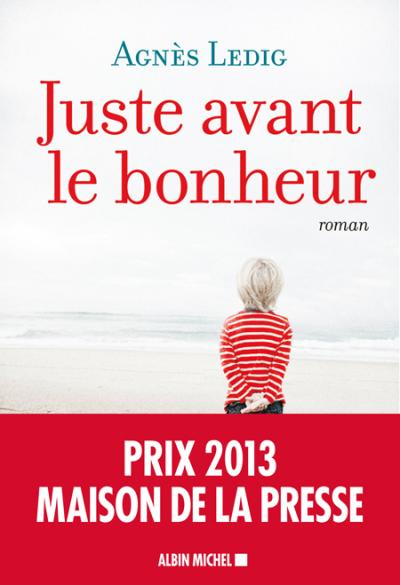 Agnès Ledig
Juste avant
le bonheur
roman
PRIX 2013
MAISON DE LA PRESSE
ALBIN MICHEL